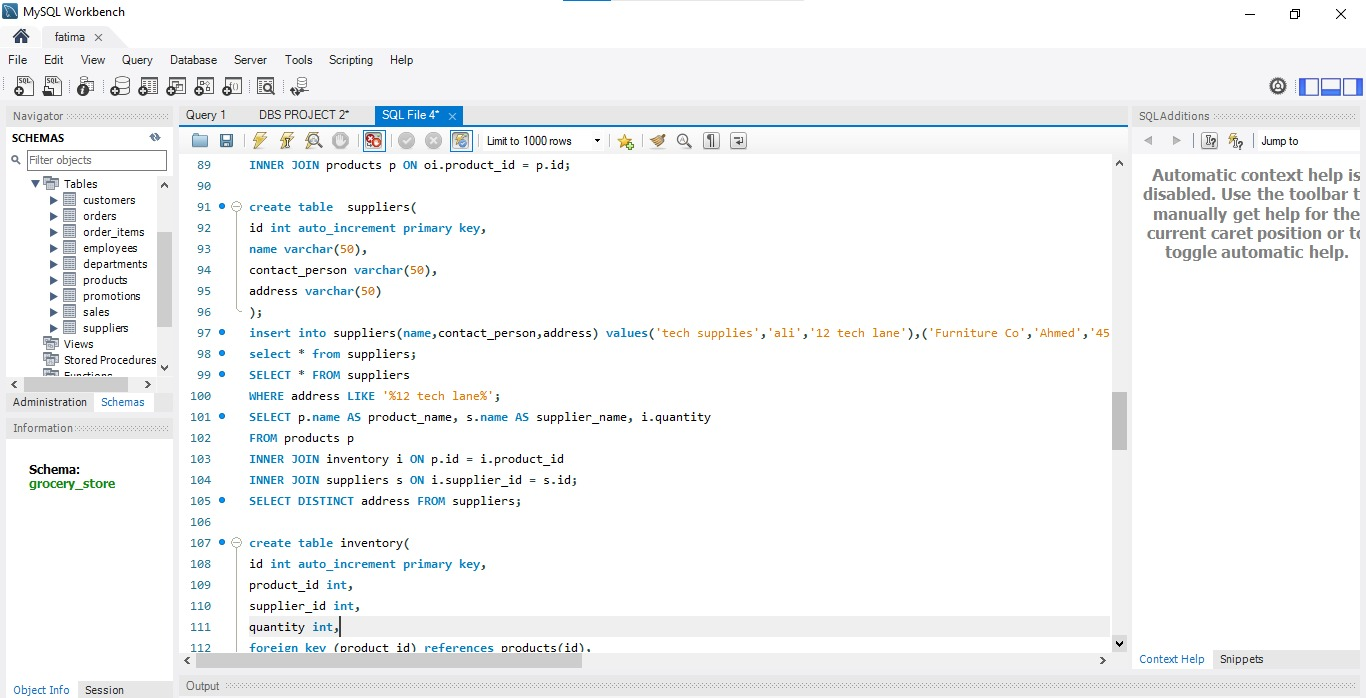 MySQL Workbench
fatima
File Edit View Query Database Server Tools Scripting Help
Navigator
SCHEMAS
Filter objects
Tables
customers
orders
order_items
employees
departments
products
promotions
sales
suppliers
Views
Stored Procedures
Functions
Administration Schemas
Information
Schema:
grocery_store
Object Info Session
Query 1 DBS PROJECT 2* SQL File 4*
Limit to 1000 rows
89 INNER JOIN products p ON oi.product_id = p.id;
90
91 create table  suppliers(
92 id int auto_increment primary key,
93 name varchar(50),
94 contact_person varchar(50),
95 address varchar(50)
96 );
97 insert into suppliers(name,contact_person,address) values('tech supplies','ali','12 tech lane'),('Furniture Co','Ahmed','45
98 select * from suppliers;
99 SELECT * FROM suppliers
100 WHERE address LIKE '%12 tech lane%';
101 SELECT p.name AS product_name, s.name AS supplier_name, i.quantity
102 FROM products p
103 INNER JOIN inventory i ON p.id = i.product_id
104 INNER JOIN suppliers s ON i.supplier_id = s.id;
105 SELECT DISTINCT address FROM suppliers;
106
107 create table inventory(
108 id int auto_increment primary key,
109 product_id int,
110 supplier_id int,
111 quantity int,
112 foreign key (product_id) references products(id),
Output
SQLAdditions
Jump to
Automatic context help is
disabled. Use the toolbar t
manually get help for the
current caret position or to
toggle automatic help.
Context Help Snippets